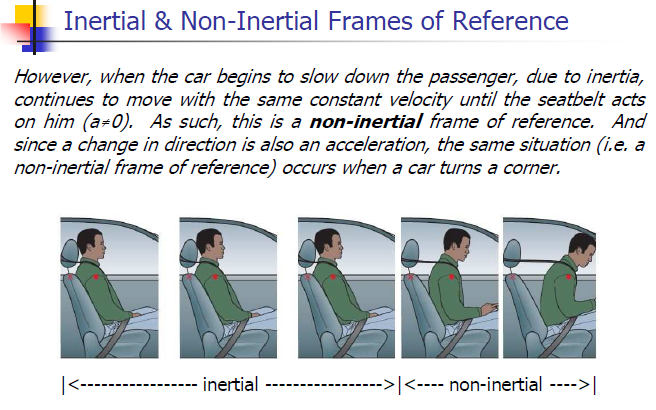 Inertial & Non-Inertial Frames of Reference
However, when the car begins to slow down the passenger, due to inertia,
continues to move with the same constant velocity until the seatbelt acts
on him (a≠0). As such, this is a non-inertial frame of reference. And
since a change in direction is also an acceleration, the same situation (i.e. a
non-inertial frame of reference) occurs when a car turns a corner.
|<----------------- inertial ----------------->|<---- non-inertial ---->|